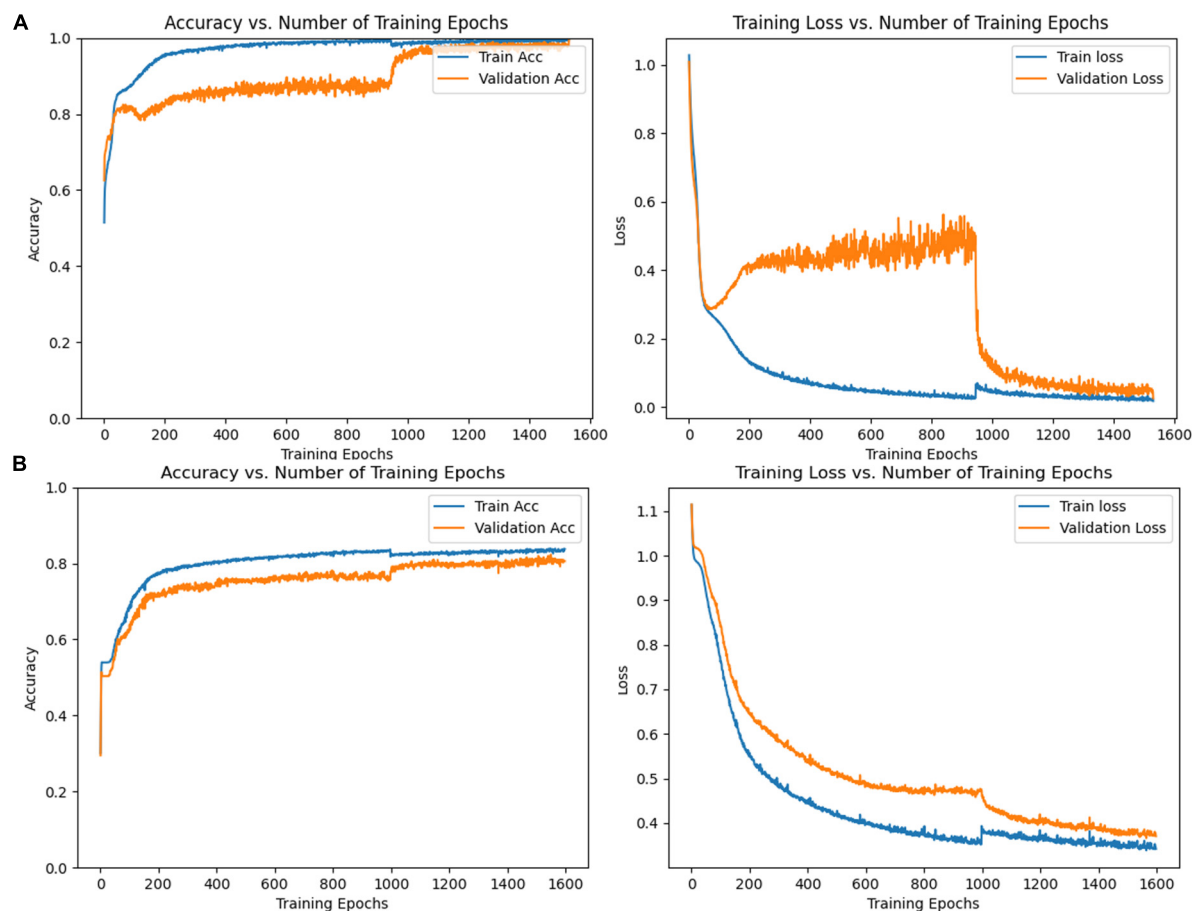 A
Accuracy vs. Number of Training Epochs
1.0
0.8
0.6
0.4
0.2
0.0
Accuracy
Train Acc
Validation Acc
0 200 400 600 800 1000 1200 1400 1600
Training Epochs
Training Loss vs. Number of Training Epochs
1.0
0.8
0.6
0.4
0.2
0.0
Loss
Train loss
Validation Loss
0 200 400 600 800 1000 1200 1400 1600
Training Epochs
B
Accuracy vs. Number of Training Epochs
1.0
0.8
0.6
0.4
0.2
0.0
Accuracy
Train Acc
Validation Acc
0 200 400 600 800 1000 1200 1400 1600
Training Epochs
Training Loss vs. Number of Training Epochs
1.1
1.0
0.9
0.8
0.7
0.6
0.5
0.4
Loss
Train loss
Validation Loss
0 200 400 600 800 1000 1200 1400 1600
Training Epochs